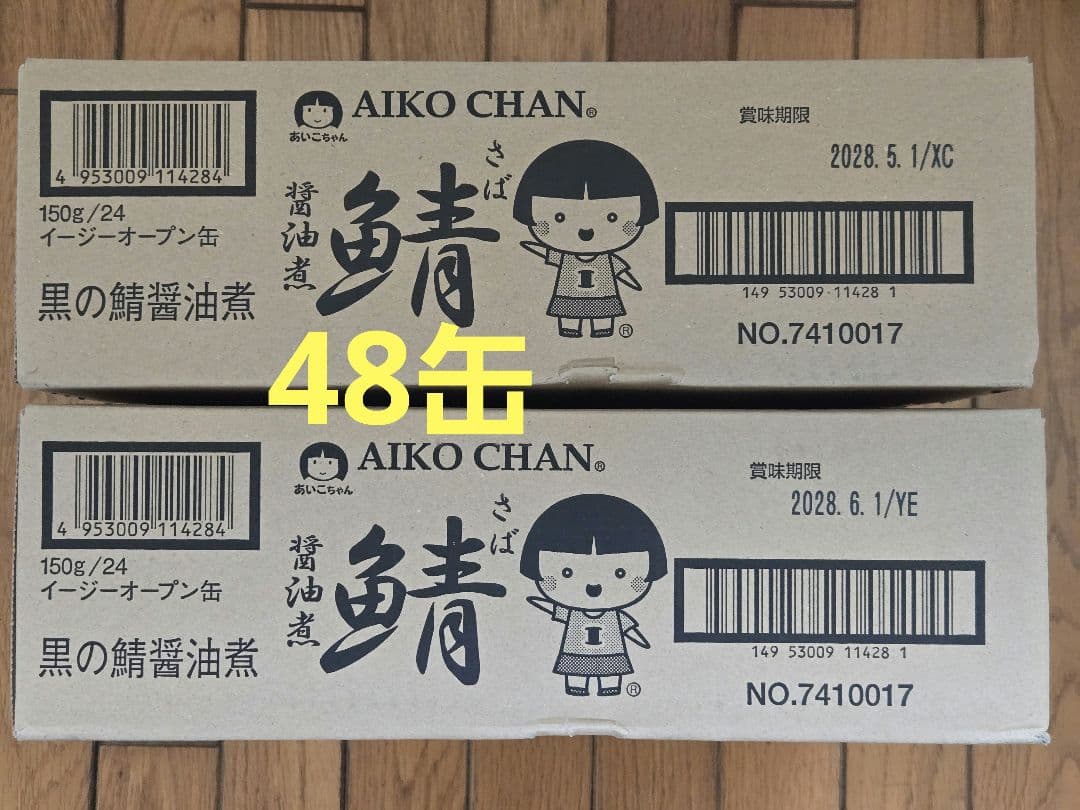 4 953009 114284
150g/24
イージーオープン缶
黒の鯖醤油煮
あいこちゃん
AIKO CHAN®
さば
鯖
醤油煮
I
®
賞味期限
2028. 5. 1/XC
149 53009 11428 1
NO.7410017
48缶
4 953009 114284
150g/24
イージーオープン缶
黒の鯖醤油煮
あいこちゃん
AIKO CHAN®
さば
鯖
醤油煮
I
®
賞味期限
2028. 6. 1/YE
149 53009 11428 1
NO.7410017